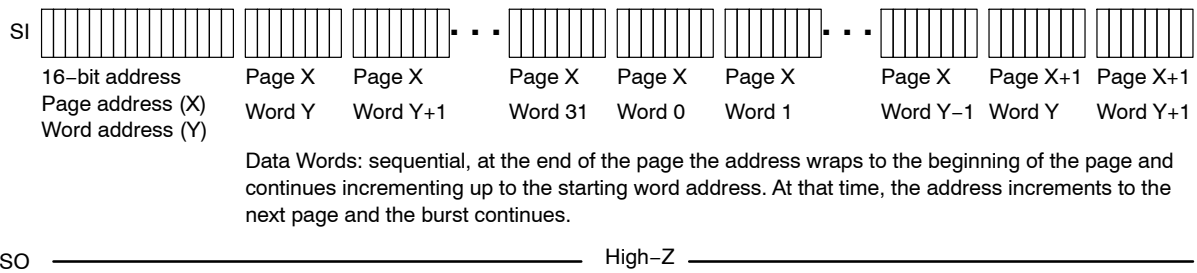 SI
16−bit address
Page address (X)
Word address (Y)
Page X
Word Y
Page X
Word Y+1
Page X
Word 31
Page X
Word 0
Page X
Word 1
Page X
Word Y−1
Page X+1
Word Y
Page X+1
Word Y+1
Data Words: sequential, at the end of the page the address wraps to the beginning of the page and
continues incrementing up to the starting word address. At that time, the address increments to the
next page and the burst continues.
SO
High−Z